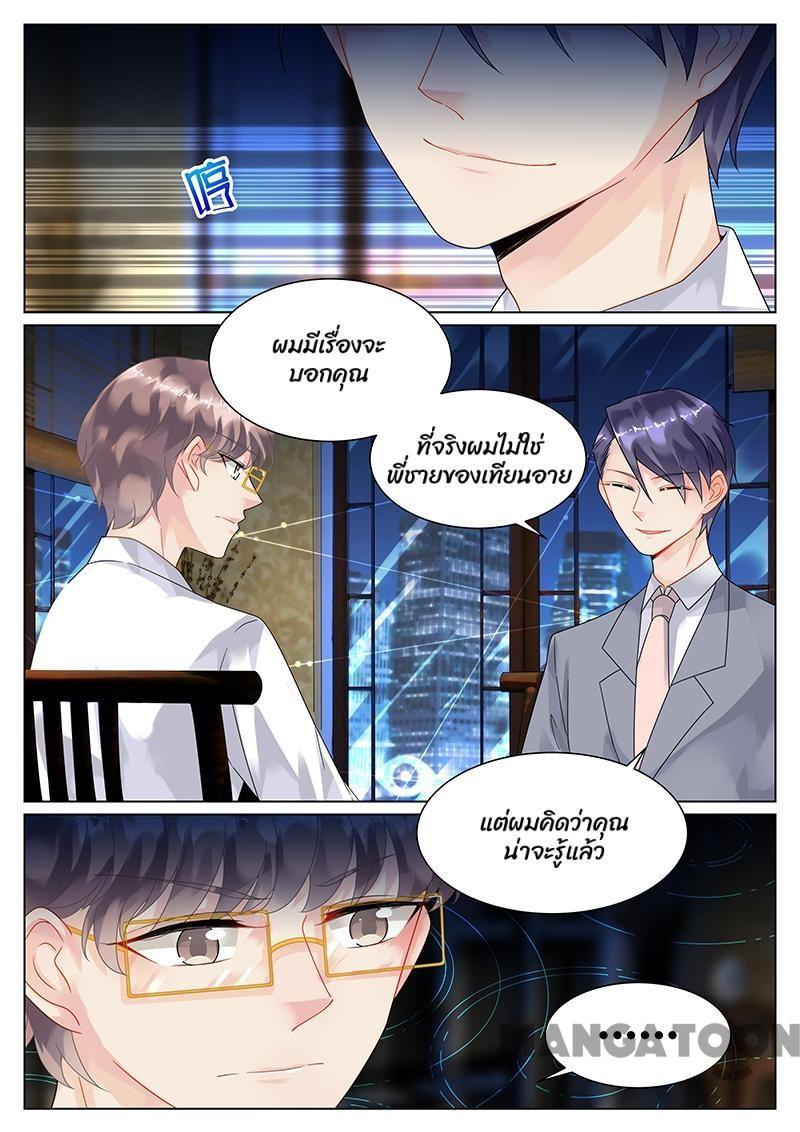 哼
ผมมีเรื่องจะ
บอกคุณ
ที่จริงผมไม่ใช่
พี่ชายของเทียนอาย
แต่ผมคิดว่าคุณ
น่าจะรู้แล้ว
••••••
MANGATOON